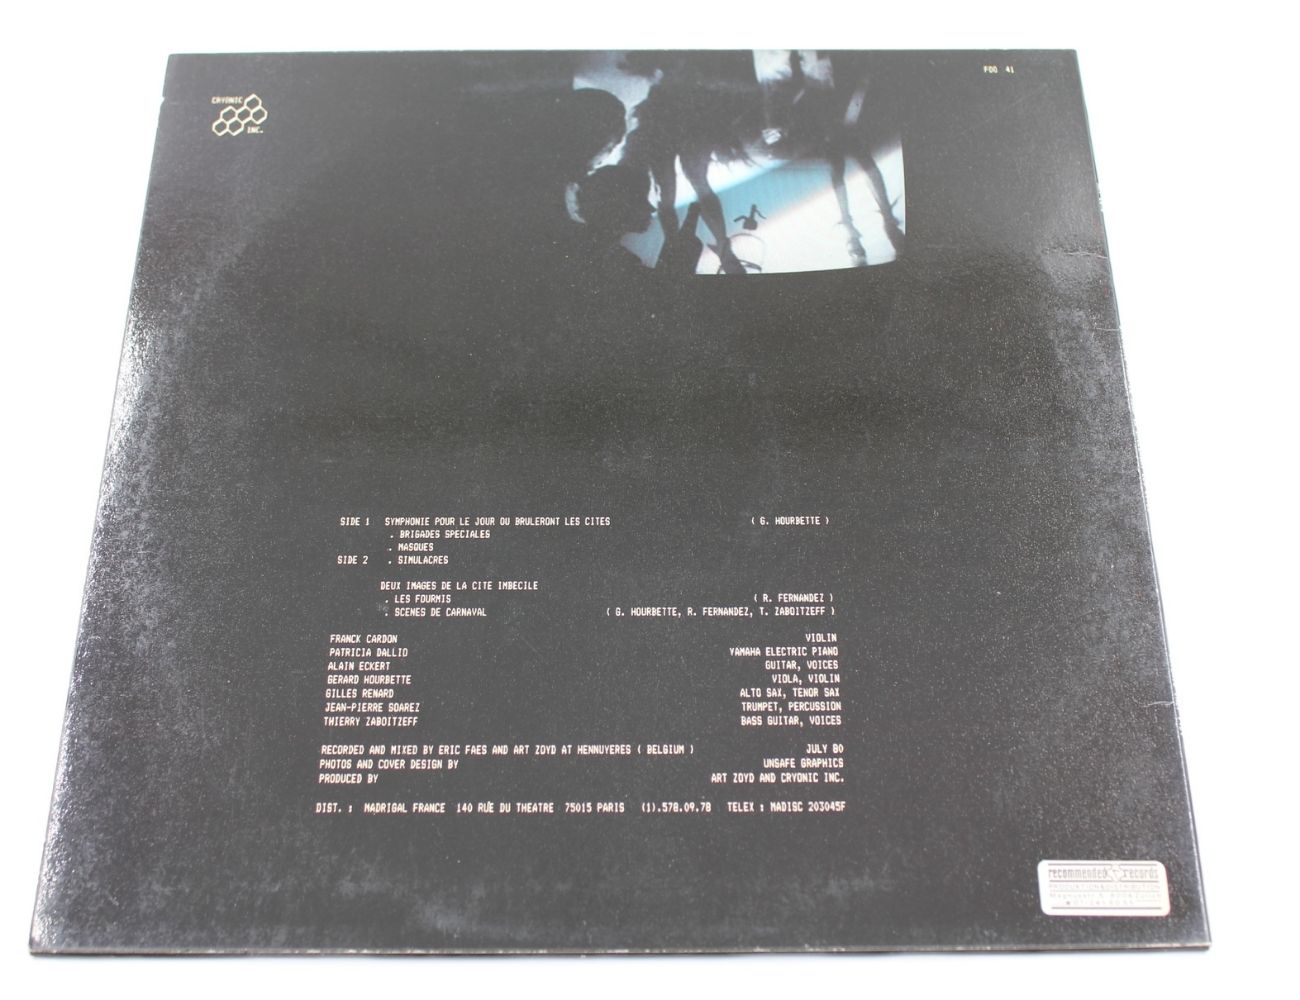 CRYONIC
INC.
FOO 41
SIDE 1 SYMPHONIE POUR LE JOUR OU BRULERONT LES CITES ( G. HOURBETTE )
. BRIGADES SPECIALES
. MASQUES
SIDE 2 . SIMULACRES
DEUX IMAGES DE LA CITE IMBECILE
. LES FOURMIS ( R. FERNANDEZ )
. SCENES DE CARNAVAL ( G. HOURBETTE, R. FERNANDEZ, T. ZABOITZEFF )
FRANCK CARDON VIOLIN
PATRICIA DALLIO YAMAHA ELECTRIC PIANO
ALAIN ECKERT GUITAR, VOICES
GERARD HOURBETTE VIOLA, VIOLIN
GILLES RENARD ALTO SAX, TENOR SAX
JEAN-PIERRE SOAREZ TRUMPET, PERCUSSION
THIERRY ZABOITZEFF BASS GUITAR, VOICES
RECORDED AND MIXED BY ERIC FAES AND ART ZOYD AT HENNUYERES ( BELGIUM ) JULY 80
PHOTOS AND COVER DESIGN BY UNSAFE GRAPHICS
PRODUCED BY ART ZOYD AND CRYONIC INC.
DIST. : MADRIGAL FRANCE 140 RUE DU THEATRE 75015 PARIS (1).578.09.78 TELEX : MADISC 203045F
recommended records
PRODUKTION & DISTRIBUTION